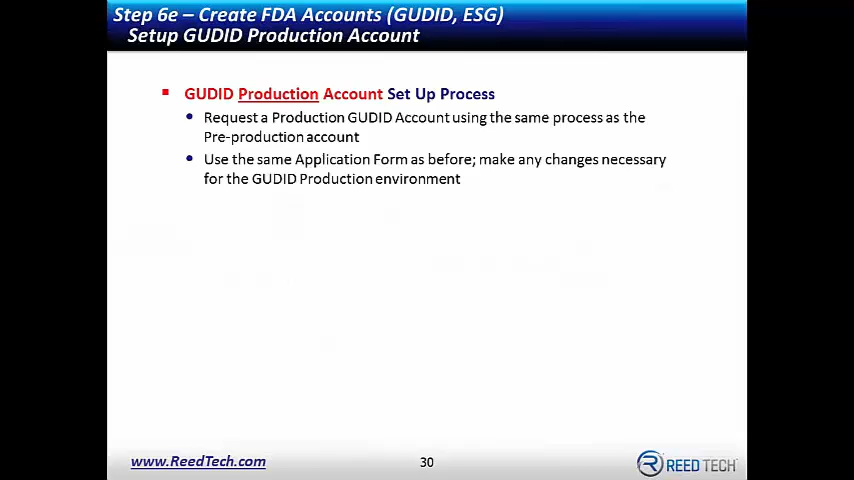 Step 6e – Create FDA Accounts (GUDID, ESG)
Setup GUDID Production Account
GUDID Production Account Set Up Process
Request a Production GUDID Account using the same process as the
Pre-production account
Use the same Application Form as before; make any changes necessary
for the GUDID Production environment
www.ReedTech.com
30
REED TECH